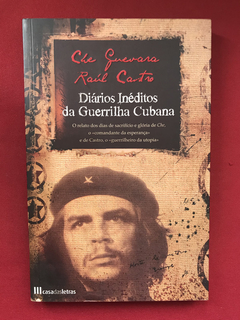 Che Guevara
Raúl Castro
Diários Inéditos
da Guerrilha Cubana
O relato dos dias de sacrifício e glória de Che,
o «comandante da esperança»
e de Castro, o «guerrilheiro da utopia».
casadasletras